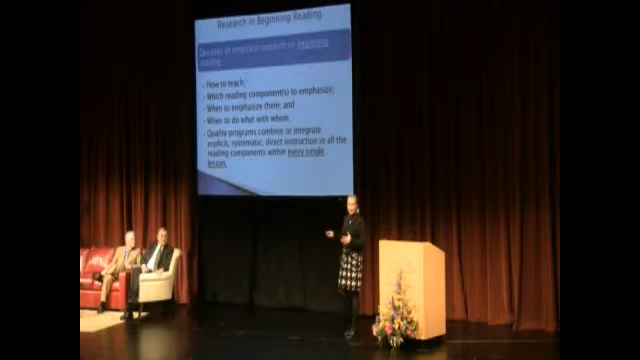 Research in Beginning Reading
Decades of empirical research on beginning
reading
- How to teach;
- Which reading component(s) to emphasize;
- When to emphasize them; and
- When to do what with whom.
- Quality programs combine or integrate
explicit, systematic, direct instruction in all the
reading components within every single
lesson.